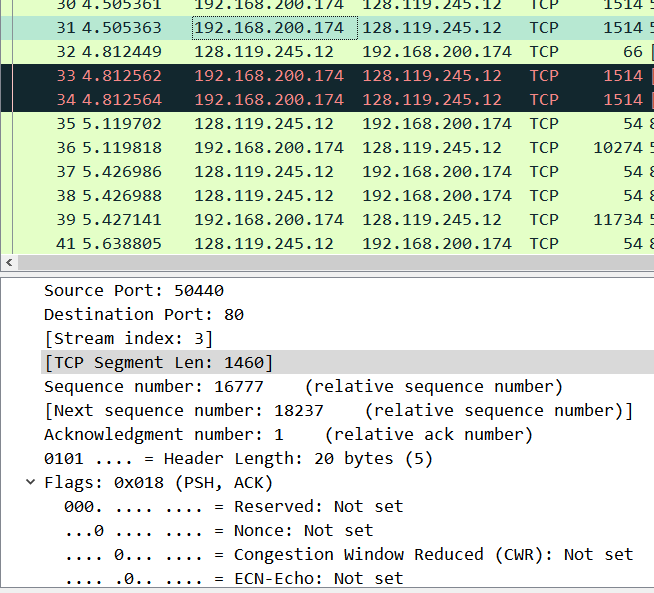 30 4.505361 192.168.200.174 128.119.245.12 TCP 1514
31 4.505363 192.168.200.174 128.119.245.12 TCP 1514 5
32 4.812449 128.119.245.12 192.168.200.174 TCP 66 [
33 4.812562 192.168.200.174 128.119.245.12 TCP 1514
34 4.812564 192.168.200.174 128.119.245.12 TCP 1514
35 5.119702 128.119.245.12 192.168.200.174 TCP 54 8
36 5.119818 192.168.200.174 128.119.245.12 TCP 10274 5
37 5.426986 128.119.245.12 192.168.200.174 TCP 54 8
38 5.426988 128.119.245.12 192.168.200.174 TCP 54 8
39 5.427141 192.168.200.174 128.119.245.12 TCP 11734 5
41 5.638805 128.119.245.12 192.168.200.174 TCP 54 8
Source Port: 50440
Destination Port: 80
[Stream index: 3]
[TCP Segment Len: 1460]
Sequence number: 16777 (relative sequence number)
[Next sequence number: 18237 (relative sequence number)]
Acknowledgment number: 1 (relative ack number)
0101 .... = Header Length: 20 bytes (5)
Flags: 0x018 (PSH, ACK)
000. .... .... = Reserved: Not set
...0 .... .... = Nonce: Not set
.... 0... .... = Congestion Window Reduced (CWR): Not set
.... .0.. .... = ECN-Echo: Not set